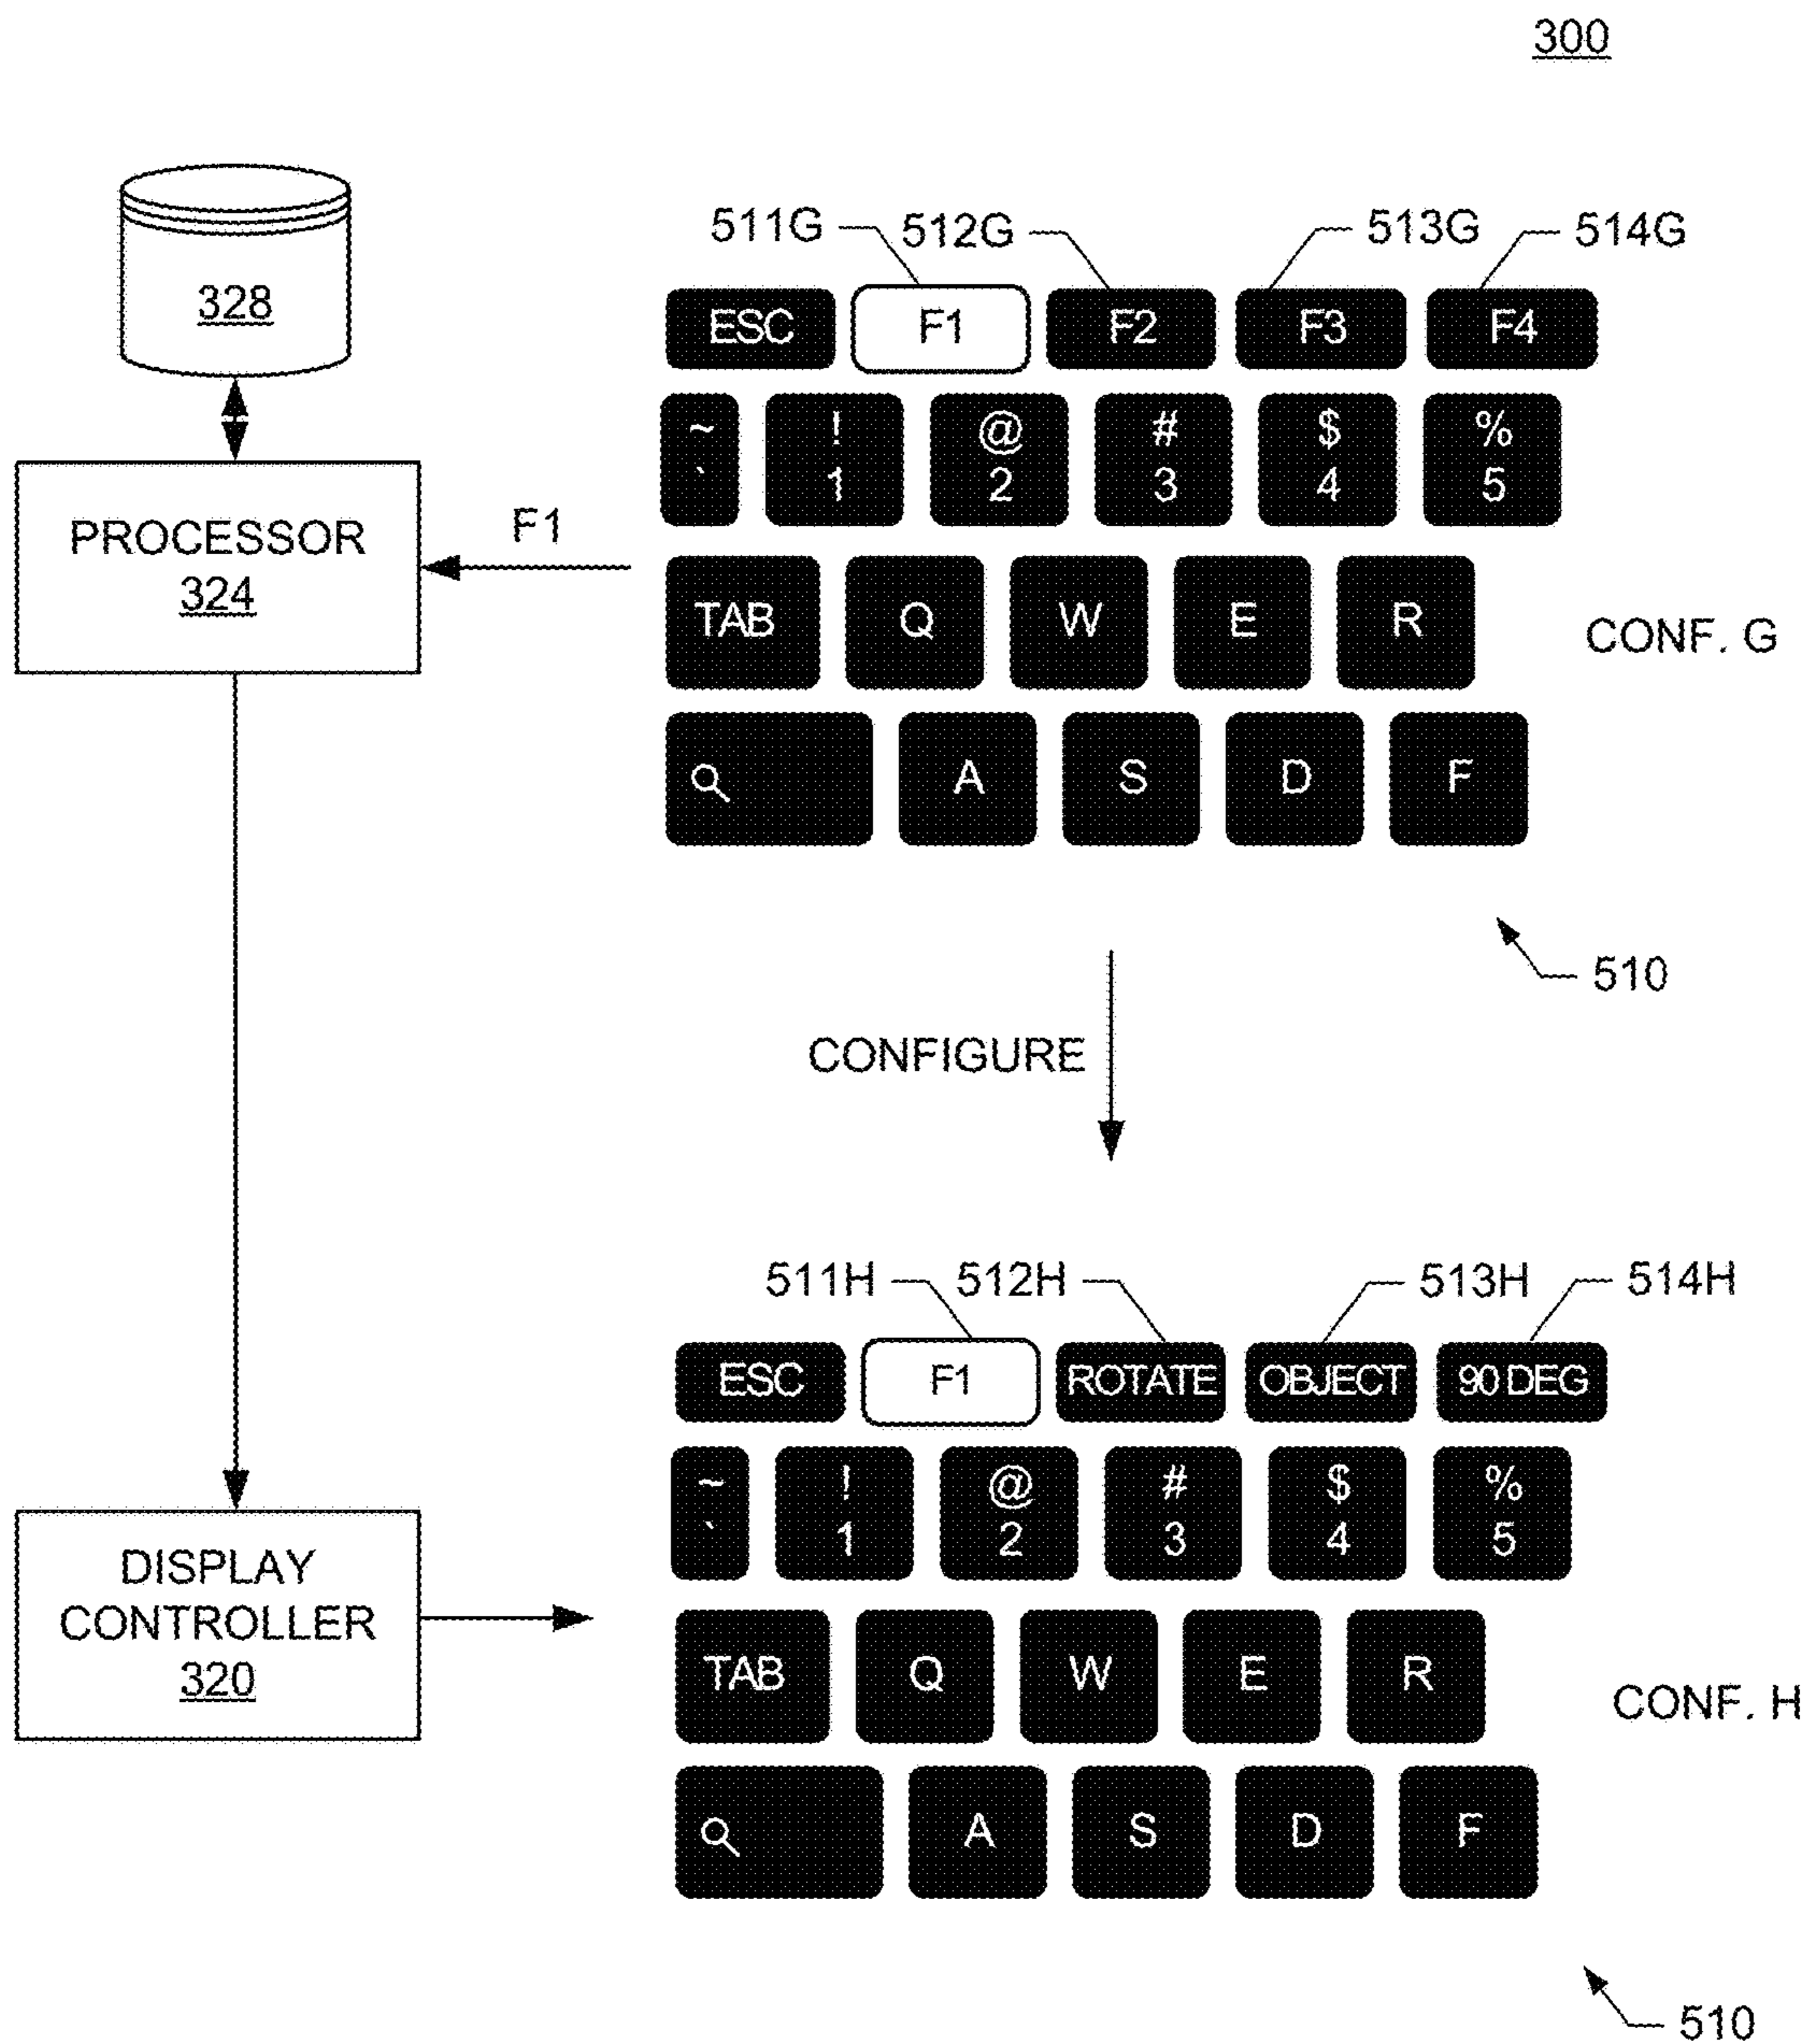 300
511G 512G 513G 514G
328
ESC F1 F2 F3 F4
~ ! @ # $ %
` 1 2 3 4 5
PROCESSOR
324
F1
TAB Q W E R
CONF. G
A S D F
510
CONFIGURE
511H 512H 513H 514H
ESC F1 ROTATE OBJECT 90 DEG
~ ! @ # $ %
` 1 2 3 4 5
DISPLAY
CONTROLLER
320
TAB Q W E R
CONF. H
A S D F
510